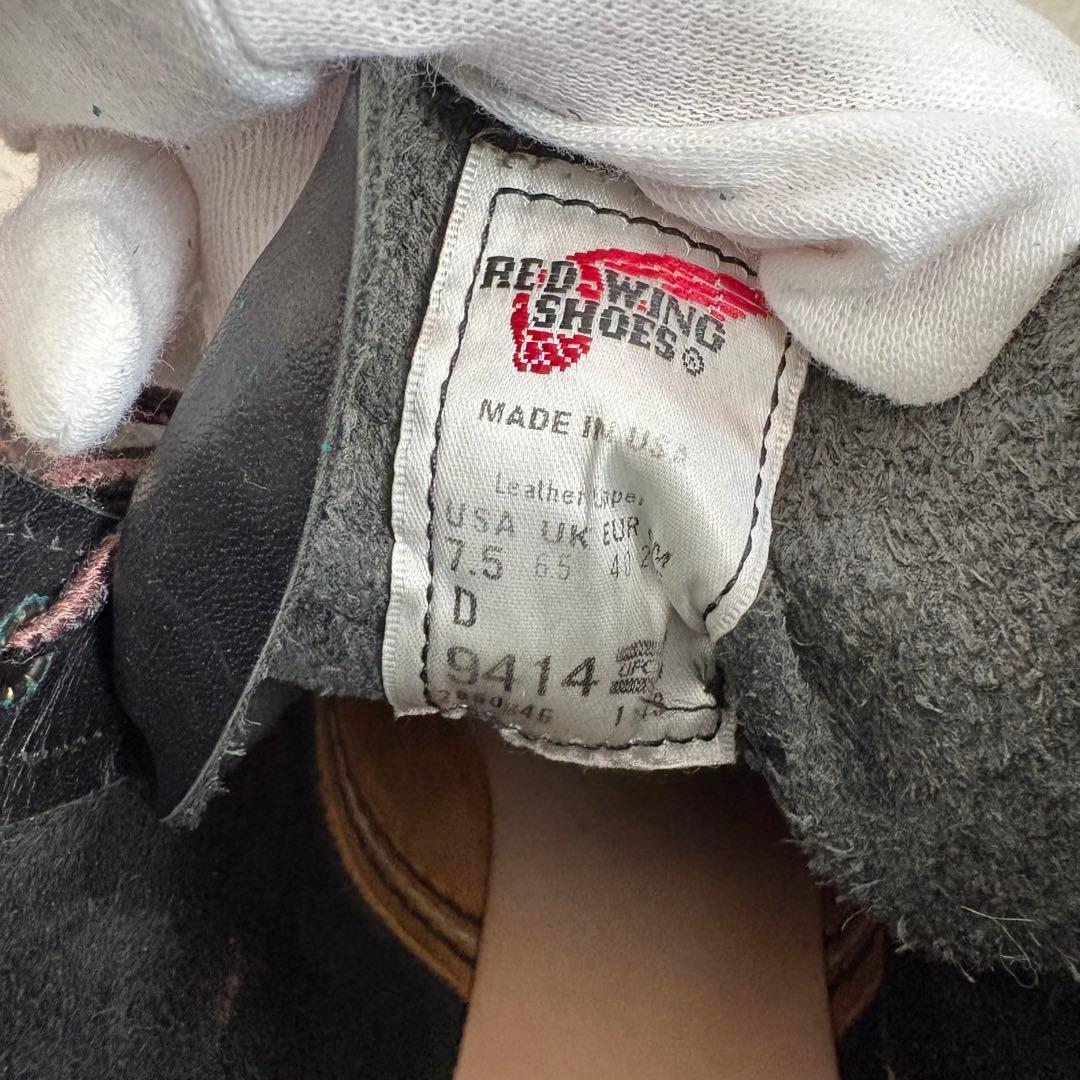 RED WING
SHOES®
MADE IN USA
Leather Upper
USA UK EUR
7.5 6.5 40
D
9414